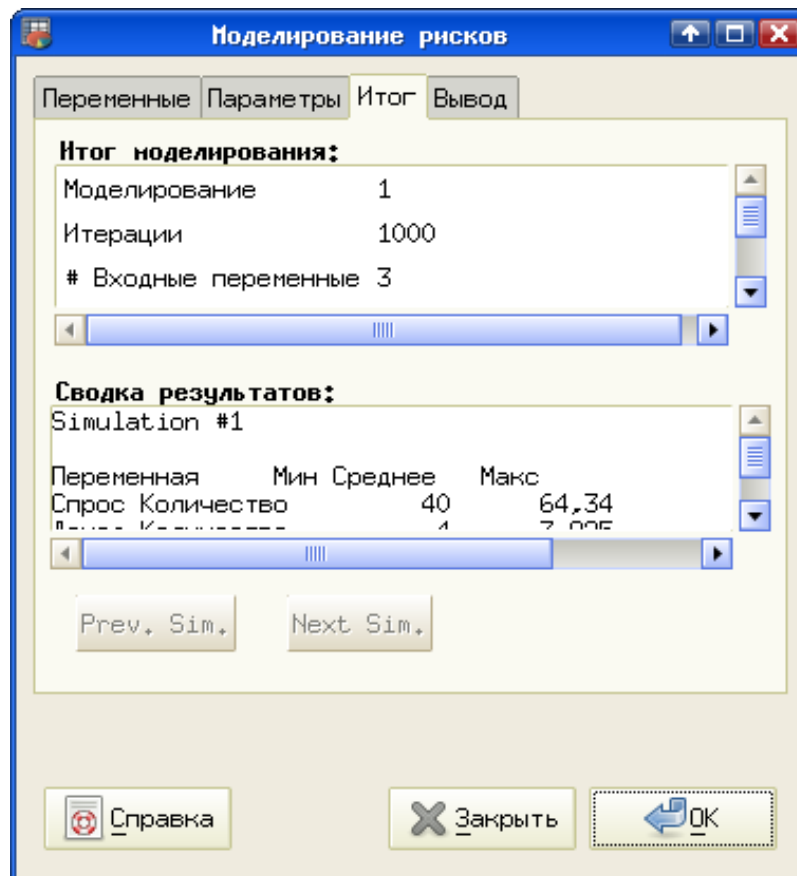 Моделирование рисков
Переменные Параметры Итог Вывод
Итог моделирования:
Моделирование 1
Итерации 1000
# Входные переменные 3
Сводка результатов:
Simulation #1
Переменная Мин Среднее Макс
Спрос Количество 40 64,34
Количество
Prev. Sim. Next Sim.
Справка Закрыть OK